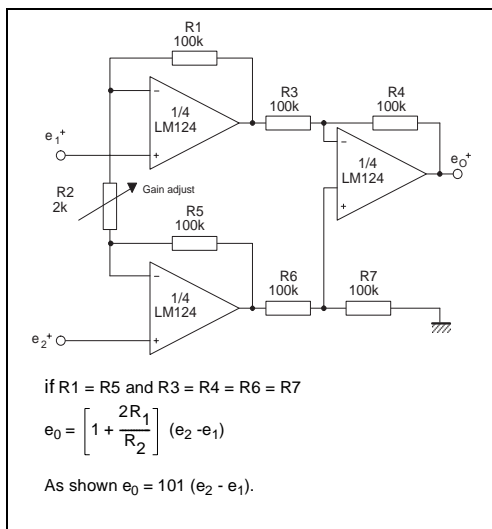 R1
100k
R3
100k
R4
100k
1/4
LM124
e1+
R2
2k
Gain adjust
1/4
LM124
eO+
R5
100k
R6
100k
R7
100k
1/4
LM124
e2+
if R1 = R5 and R3 = R4 = R6 = R7
e0 = [1 + 2R1/R2] (e2 -e1)
As shown e0 = 101 (e2 - e1).